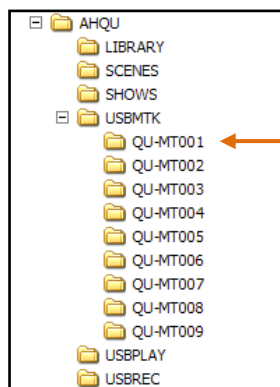 AHQU
LIBRARY
SCENES
SHOWS
USBMTK
QU-MT001
QU-MT002
QU-MT003
QU-MT004
QU-MT005
QU-MT006
QU-MT007
QU-MT008
QU-MT009
USBPLAY
USBREC